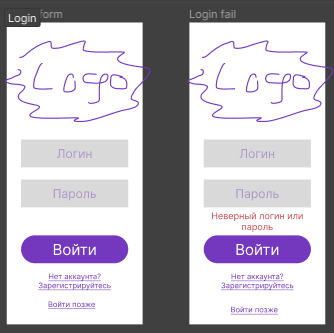 Login form
Logo
Логин
Пароль
Войти
Нет аккаунта?
Зарегистрируйтесь
Войти позже
Login fail
Logo
Логин
Пароль
Неверный логин или
пароль
Войти
Нет аккаунта?
Зарегистрируйтесь
Войти позже